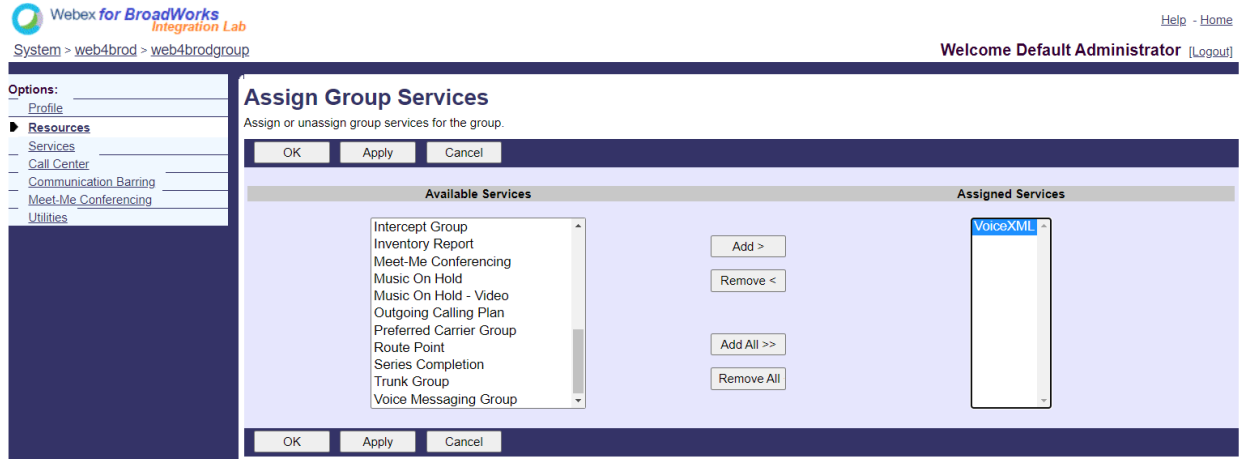 Webex for BroadWorks
Integration Lab
Help - Home
System > web4brod > web4brodgroup
Welcome Default Administrator [Logout]
Options:
Profile
Resources
Services
Call Center
Communication Barring
Meet-Me Conferencing
Utilities
Assign Group Services
Assign or unassign group services for the group.
OK Apply Cancel
Available Services Assigned Services
Intercept Group
Inventory Report
Meet-Me Conferencing
Music On Hold
Music On Hold - Video
Outgoing Calling Plan
Preferred Carrier Group
Route Point
Series Completion
Trunk Group
Voice Messaging Group
Add >
Remove <
Add All >>
Remove All
VoiceXML
OK Apply Cancel